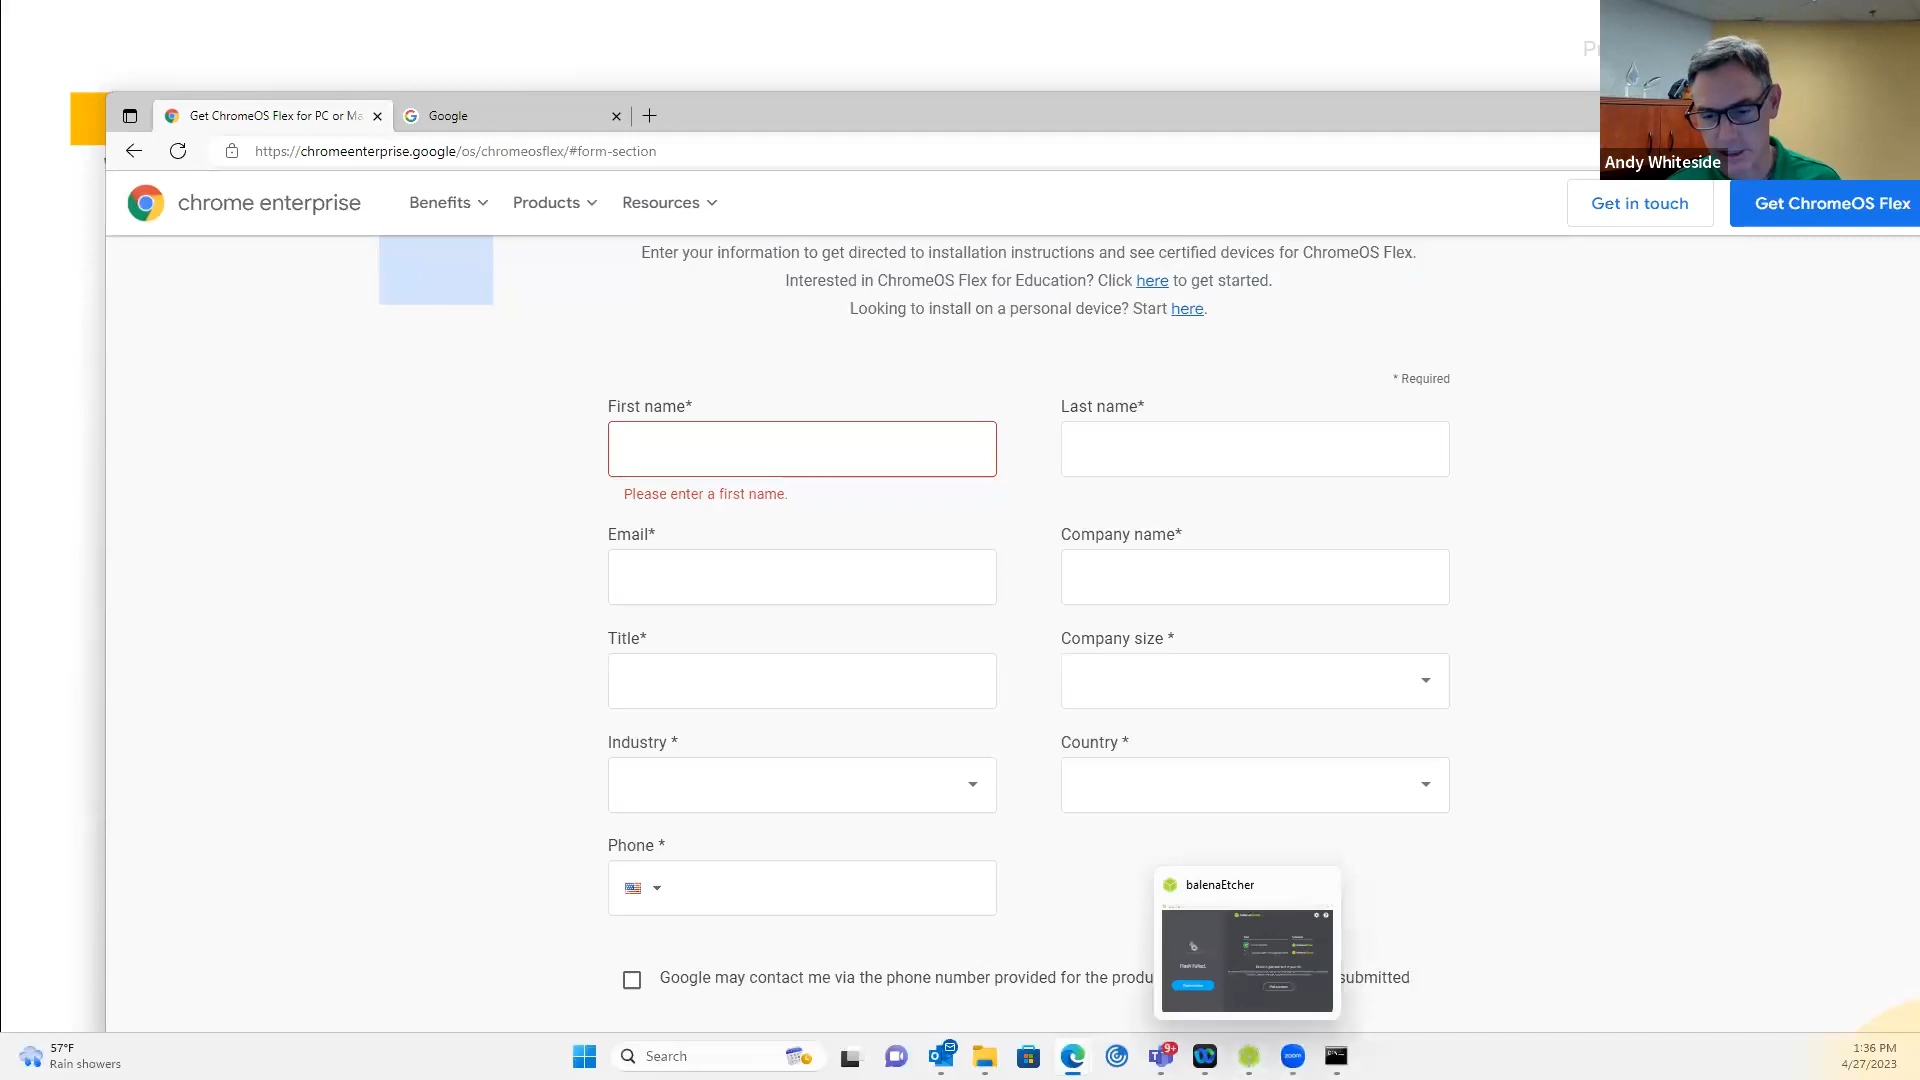 Get ChromeOS Flex for PC or Ma
Google
https://chromeenterprise.google/os/chromeosflex/#form-section
Andy Whiteside
chrome enterprise
Benefits
Products
Resources
Get in touch
Get ChromeOS Flex
Enter your information to get directed to installation instructions and see certified devices for ChromeOS Flex.
Interested in ChromeOS Flex for Education? Click here to get started.
Looking to install on a personal device? Start here.
* Required
First name*
Last name*
Please enter a first name.
Email*
Company name*
Title*
Company size *
Industry *
Country *
Phone *
balenaEtcher
Flash Failed.
Google may contact me via the phone number provided for the produ
submitted
57°F
Rain showers
Search
9+
zoom
1:36 PM
4/27/2023